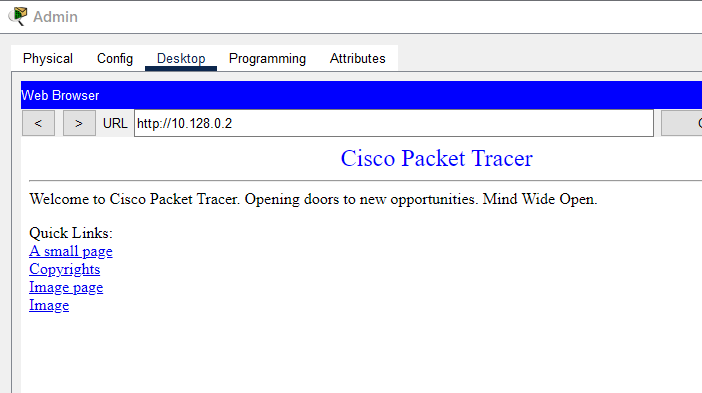 Admin
Physical Config Desktop Programming Attributes
Web Browser
< > URL http://10.128.0.2
Cisco Packet Tracer
Welcome to Cisco Packet Tracer. Opening doors to new opportunities. Mind Wide Open.
Quick Links:
A small page
Copyrights
Image page
Image